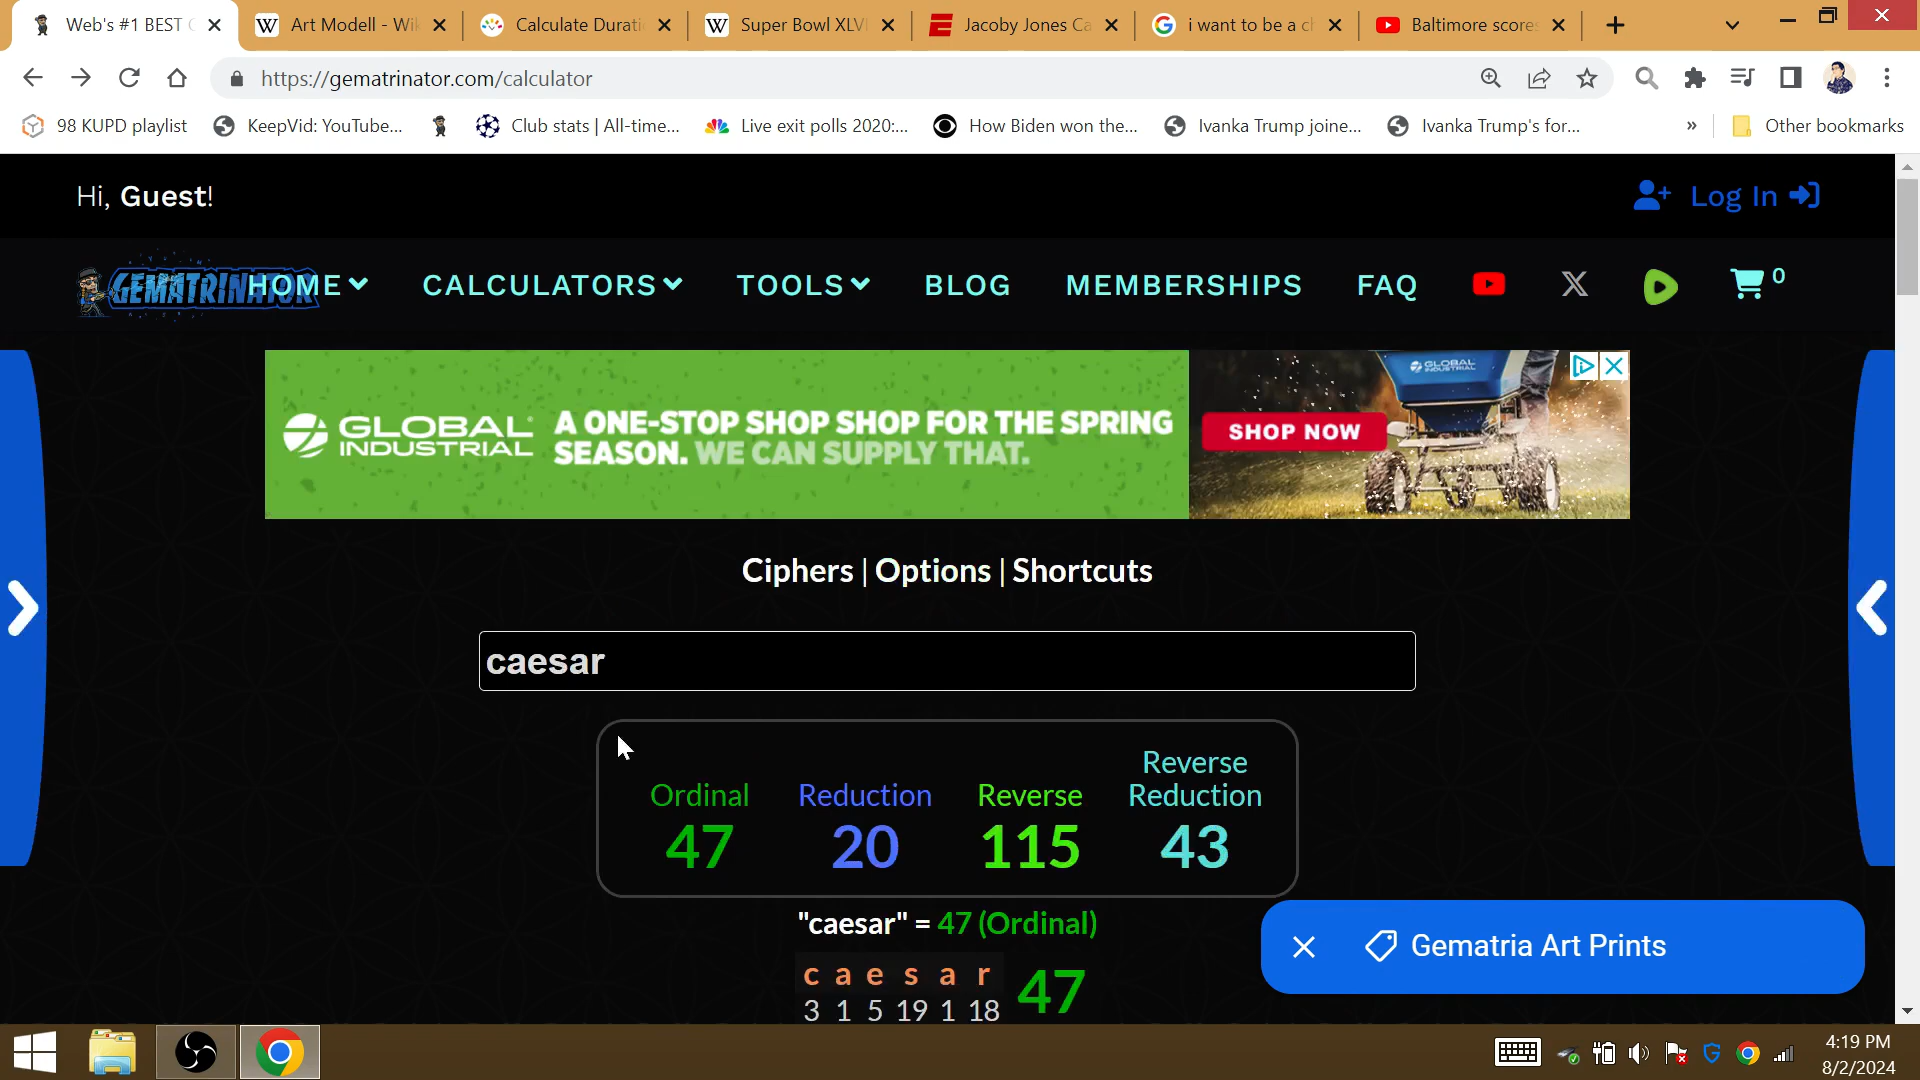 Web's #1 BEST
Art Modell - Wi
Calculate Durati
Super Bowl XLV
Jacoby Jones Ca
i want to be a ch
Baltimore score
https://gematrinator.com/calculator
98 KUPD playlist
KeepVid: YouTube...
Club stats | All-time...
Live exit polls 2020:...
How Biden won the...
Ivanka Trump joine...
Ivanka Trump's for...
»
Other bookmarks
Hi, Guest!
Log In
GEMATRINATOR
HOME
CALCULATORS
TOOLS
BLOG
MEMBERSHIPS
FAQ
X
0
GLOBAL INDUSTRIAL
GLOBAL
INDUSTRIAL
A ONE-STOP SHOP SHOP FOR THE SPRING
SEASON. WE CAN SUPPLY THAT.
SHOP NOW
Ciphers | Options | Shortcuts
caesar
Ordinal
47
Reduction
20
Reverse
115
Reverse
Reduction
43
"caesar" = 47 (Ordinal)
c a e s a r 47
3 1 5 19 1 18
Gematria Art Prints
4:19 PM
8/2/2024